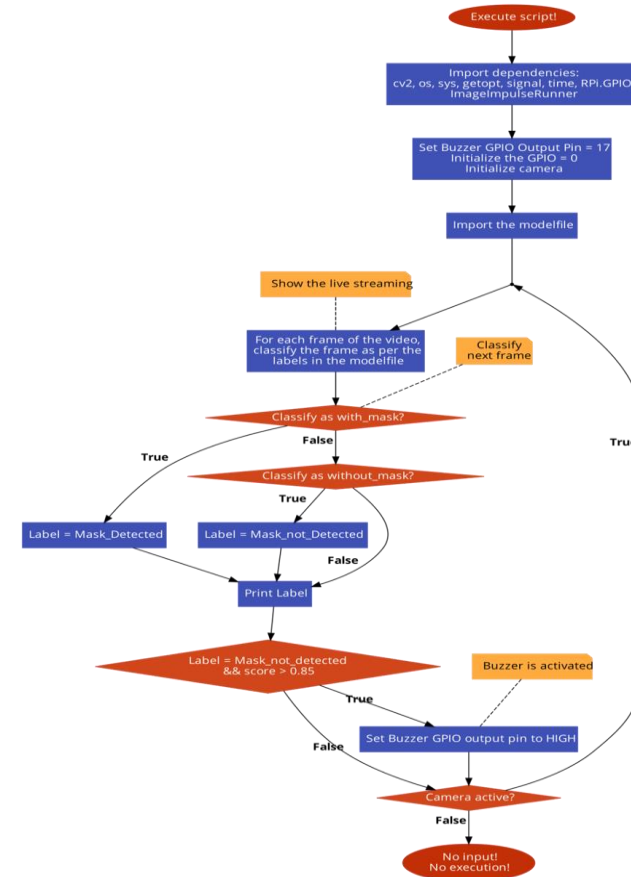 Execute script!
Import dependencies:
cv2, os, sys, getopt, signal, time, RPi.GPIO
ImageImpulseRunner
Set Buzzer GPIO Output Pin = 17
Initialize the GPIO = 0
Initialize camera
Import the modelfile
Show the live streaming
For each frame of the video,
classify the frame as per the
labels in the modelfile
Classify
next frame
Classify as with_mask?
False
True
True
Classify as without_mask?
True
Label = Mask_Detected
Label = Mask_not_Detected
False
Print Label
Label = Mask_not_detected
&& score > 0.85
Buzzer is activated
True
Set Buzzer GPIO output pin to HIGH
False
Camera active?
False
No input!
No execution!